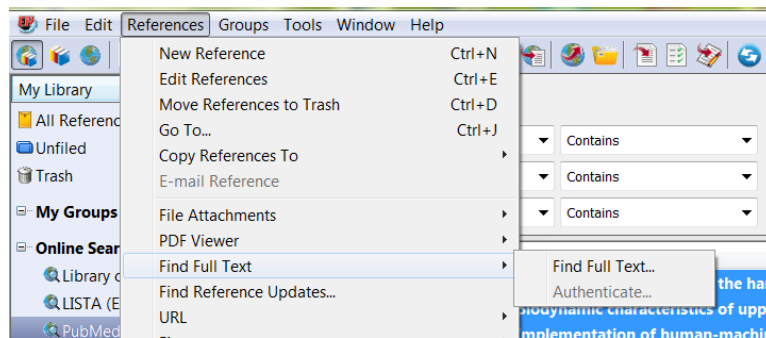 File Edit References Groups Tools Window Help
New Reference Ctrl+N
My Library
Edit References Ctrl+E
Move References to Trash Ctrl+D
All Referenc
Go To... Ctrl+J
Unfiled
Copy References To
Contains
Trash
E-mail Reference
Contains
My Groups
File Attachments
Contains
PDF Viewer
Online Sear
Find Full Text
Find Full Text...
Library c
Find Reference Updates...
Authenticate...
the ha
LISTA (E
URL
characteristics of upp
PubMed
mplementation of human-machi